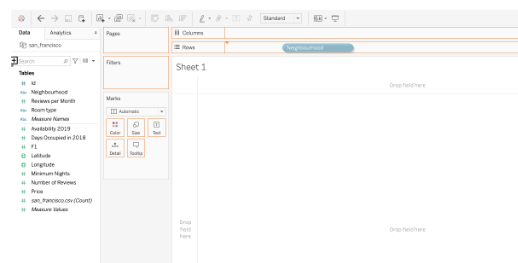 Standard
Data
Analytics
Pages
Columns
san_francisco
Rows
Neighbourhood
Search
Filters
Sheet 1
Tables
Id
Neighbourhood
Reviews per Month
Room type
Measure Names
Availability 2019
Days Occupied in 2018
F1
Latitude
Longitude
Minimum Nights
Number of Reviews
Price
san_francisco.csv (Count)
Measure Values
Marks
Automatic
Color
Size
Text
Detail
Tooltip
Drop field here
Drop
field
here
Drop field here